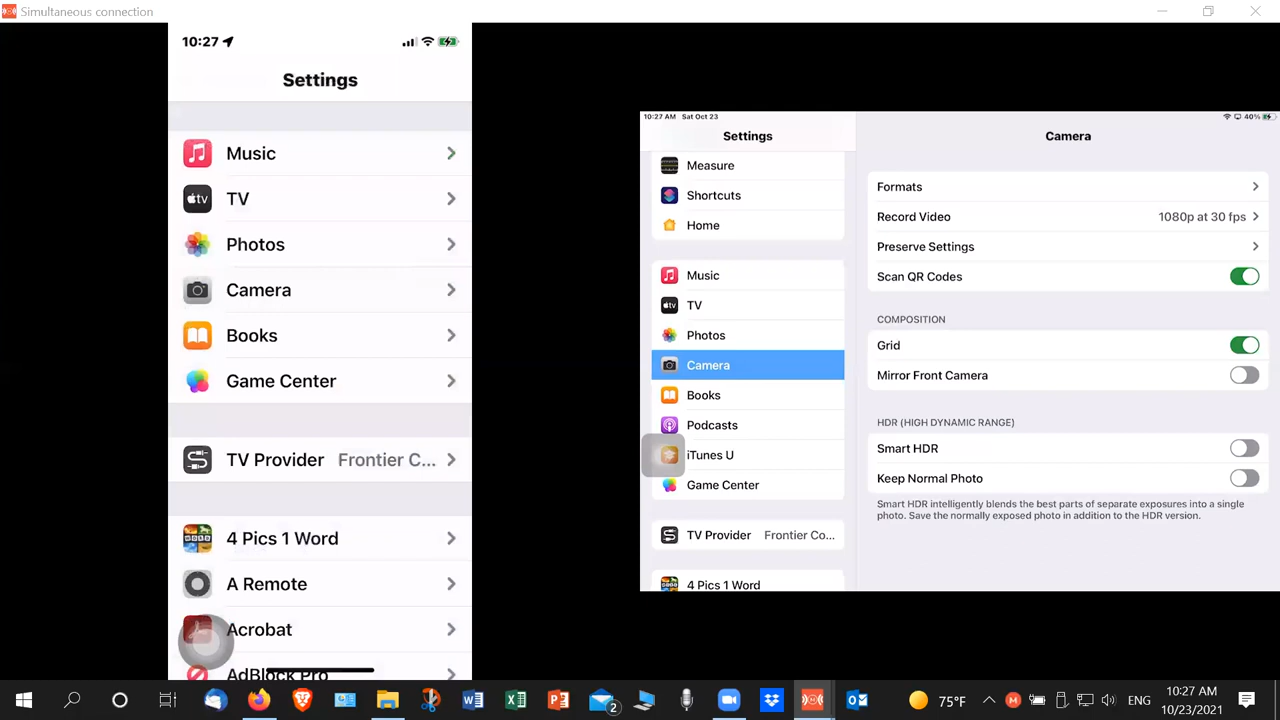 Simultaneous connection
10:27
Settings
Music
TV
Photos
Camera
Books
Game Center
TV Provider Frontier C...
4 Pics 1 Word
A Remote
Acrobat
AdBlock Pro
10:27 AM Sat Oct 23
40%
Settings
Measure
Shortcuts
Home
Music
TV
Photos
Camera
Books
Podcasts
iTunes U
Game Center
TV Provider Frontier Co...
4 Pics 1 Word
Camera
Formats
Record Video 1080p at 30 fps
Preserve Settings
Scan QR Codes
COMPOSITION
Grid
Mirror Front Camera
HDR (HIGH DYNAMIC RANGE)
Smart HDR
Keep Normal Photo
Smart HDR intelligently blends the best parts of separate exposures into a single
photo. Save the normally exposed photo in addition to the HDR version.
2
75°F
ENG
10:27 AM
10/23/2021